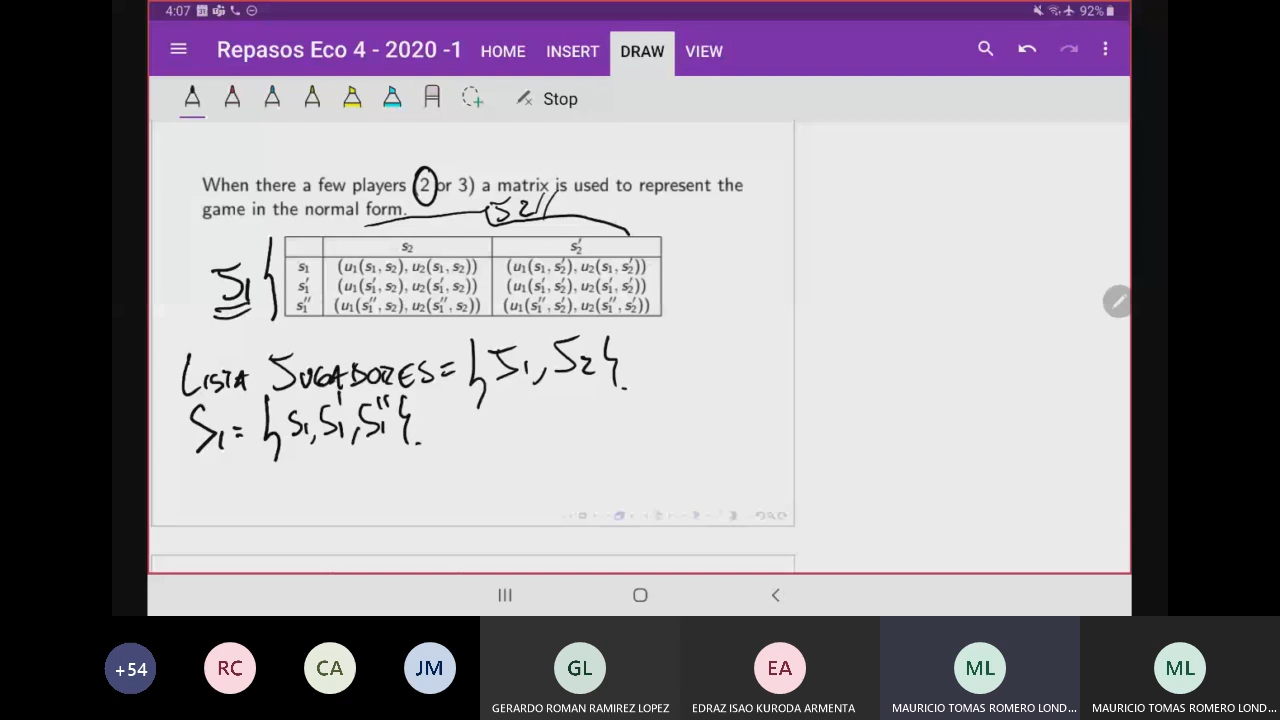 4:07 92%
Repasos Eco 4 - 2020 -1 HOME INSERT DRAW VIEW
Stop
When there a few players (2 or 3) a matrix is used to represent the
game in the normal form.
S2
s₂ s₂′
s₁ (u₁(s₁, s₂), u₂(s₁, s₂)) (u₁(s₁, s₂′), u₂(s₁, s₂′))
s₁′ (u₁(s₁′, s₂), u₂(s₁′, s₂)) (u₁(s₁′, s₂′), u₂(s₁′, s₂′))
s₁′′ (u₁(s₁′′, s₂), u₂(s₁′′, s₂)) (u₁(s₁′′, s₂′), u₂(s₁′′, s₂′))
S1 {
LISTA JUGADORES = { J1, J2 }.
S1 = { S1, S1′, S1′′ }.
+54 RC CA JM GL EA ML ML
GERARDO ROMAN RAMIREZ LOPEZ EDRAZ ISAO KURODA ARMENTA MAURICIO TOMAS ROMERO LOND... MAURICIO TOMAS ROMERO LOND...